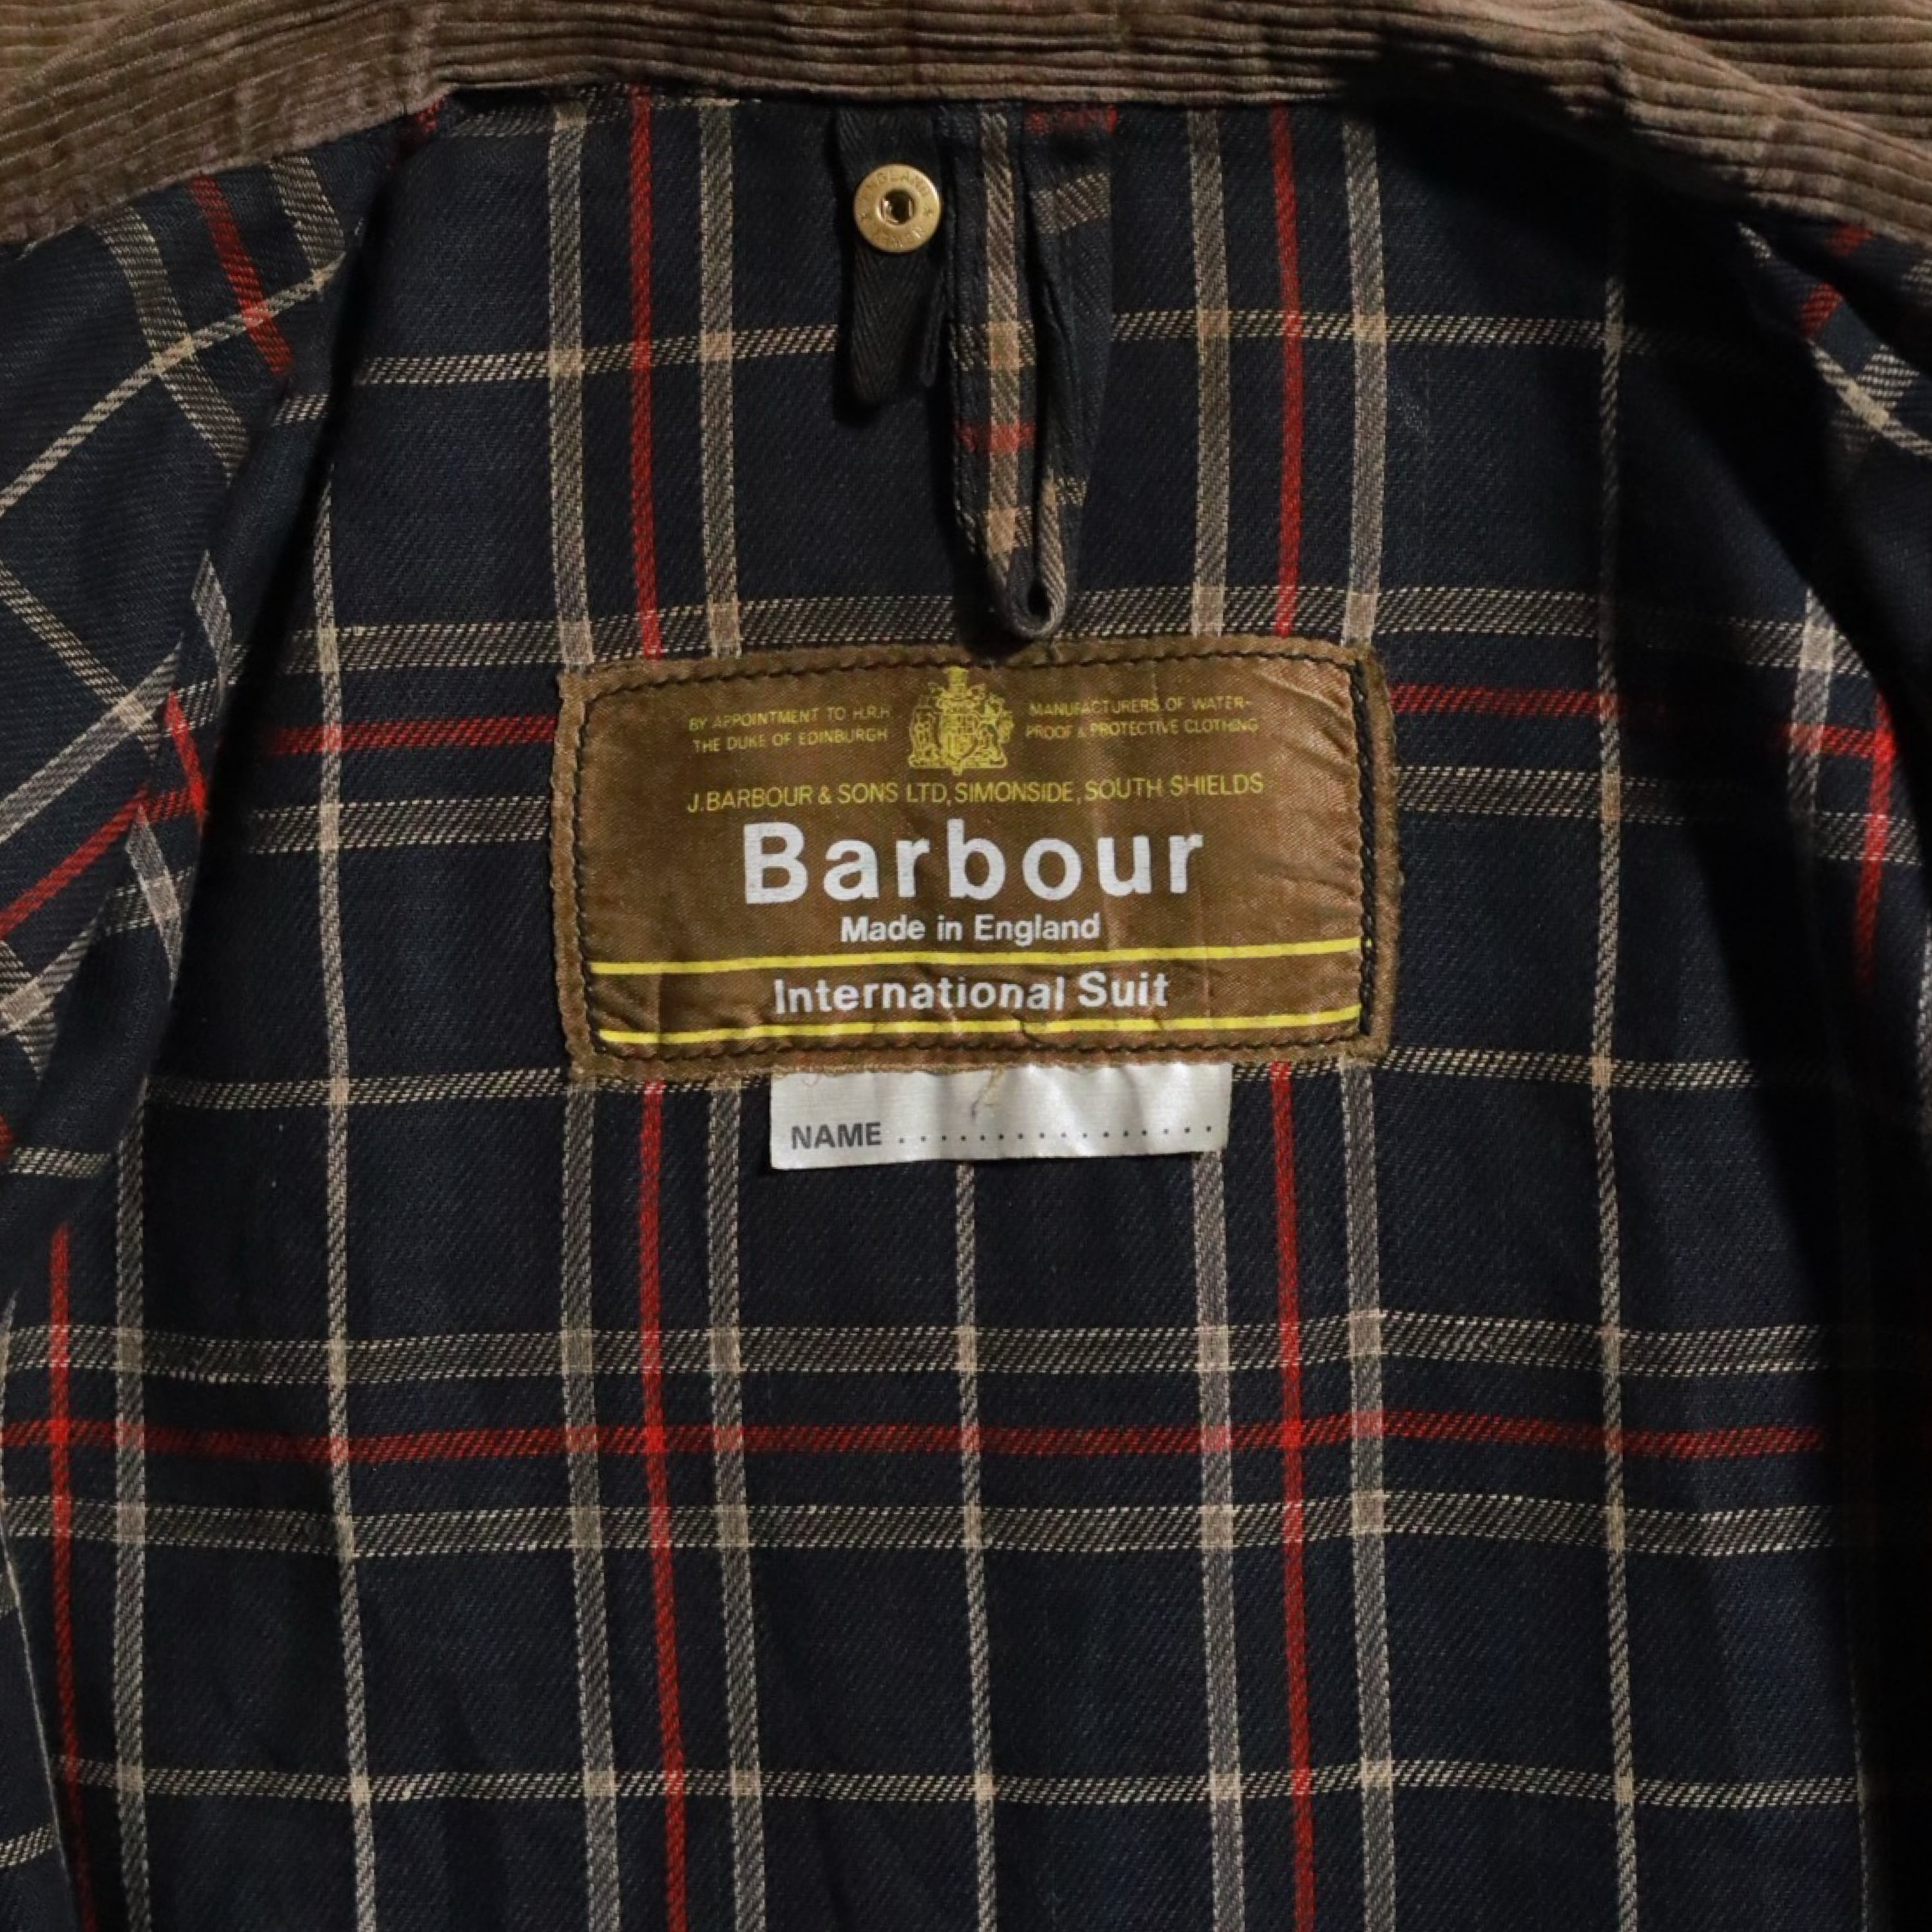 ENGLAND
BY APPOINTMENT TO H.R.H
THE DUKE OF EDINBURGH
MANUFACTURERS OF WATER-
PROOF & PROTECTIVE CLOTHING
J.BARBOUR & SONS LTD, SIMONSIDE, SOUTH SHIELDS
Barbour
Made in England
International Suit
NAME ....................